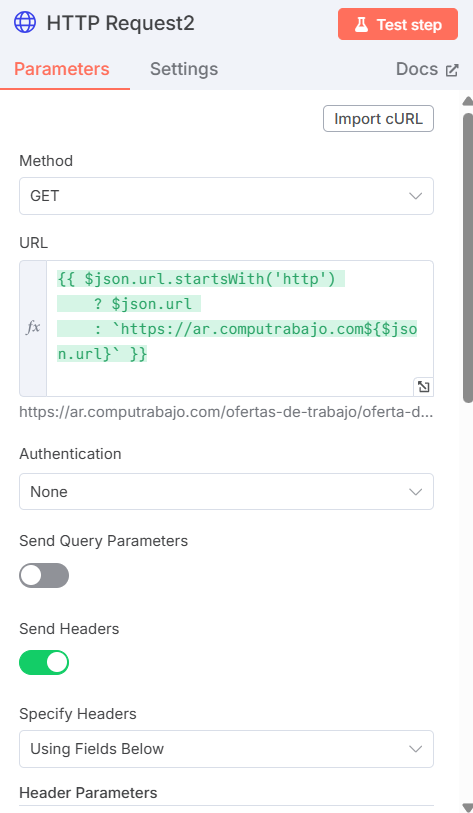 HTTP Request2
Test step
Parameters
Settings
Docs
Import cURL
Method
GET
URL
fx
{{ $json.url.startsWith('http')
? $json.url
: `https://ar.computrabajo.com${$jso
n.url}` }}
https://ar.computrabajo.com/ofertas-de-trabajo/oferta-d...
Authentication
None
Send Query Parameters
Send Headers
Specify Headers
Using Fields Below
Header Parameters